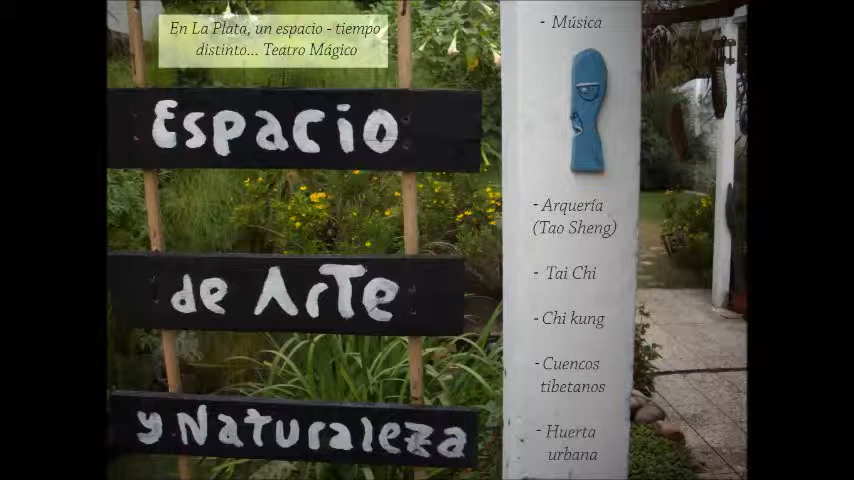 En La Plata, un espacio - tiempo
distinto... Teatro Mágico
Espacio
de Arte
y Naturaleza
- Música
- Arquería
(Tao Sheng)
- Tai Chi
- Chi kung
- Cuencos
tibetanos
- Huerta
urbana